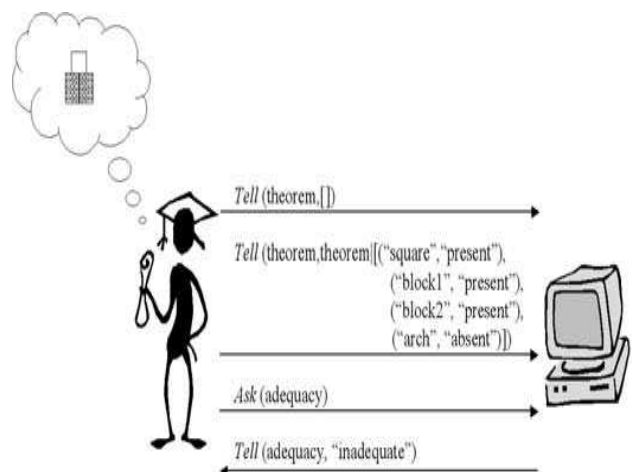 Tell (theorem,[])
Tell (theorem,theorem|[(“square”,“present”),
(“block1”, “present”),
(“block2”, “present”),
(“arch”, “absent”)])
Ask (adequacy)
Tell (adequacy, “inadequate”)